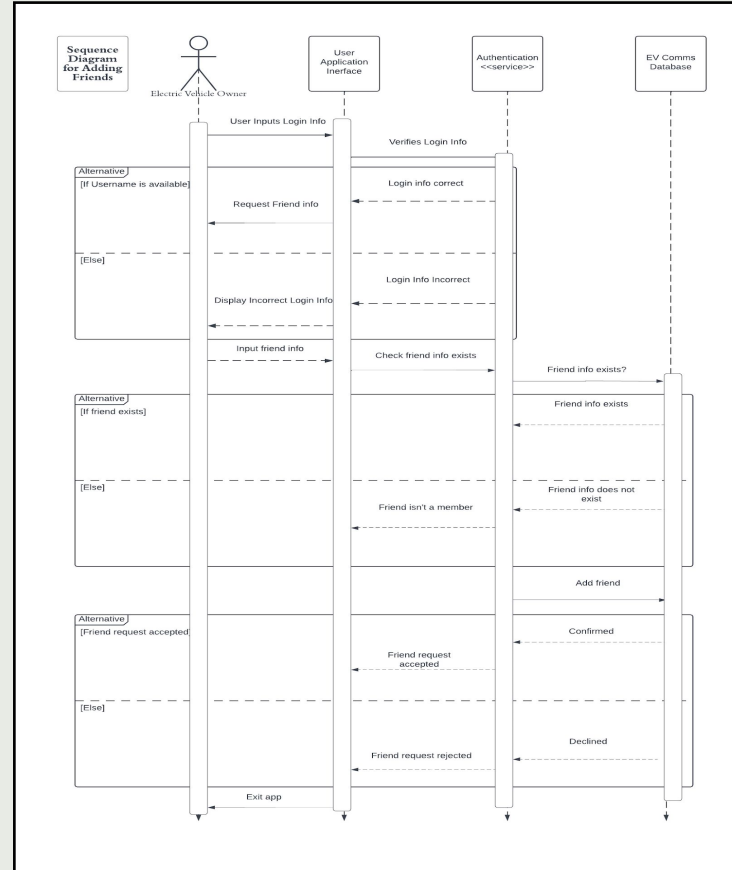 Sequence
Diagram
for Adding
Friends
Electric Vehicle Owner
User
Application
Inerface
Authentication
<<service>>
EV Comms
Database
User Inputs Login Info
Verifies Login Info
Alternative
[If Username is available]
Login info correct
Request Friend info
[Else]
Login Info Incorrect
Display Incorrect Login Info
Input friend info
Check friend info exists
Friend info exists?
Alternative
[If friend exists]
Friend info exists
[Else]
Friend info does not
exist
Friend isn't a member
Add friend
Alternative
[Friend request accepted]
Confirmed
Friend request
accepted
[Else]
Declined
Friend request rejected
Exit app